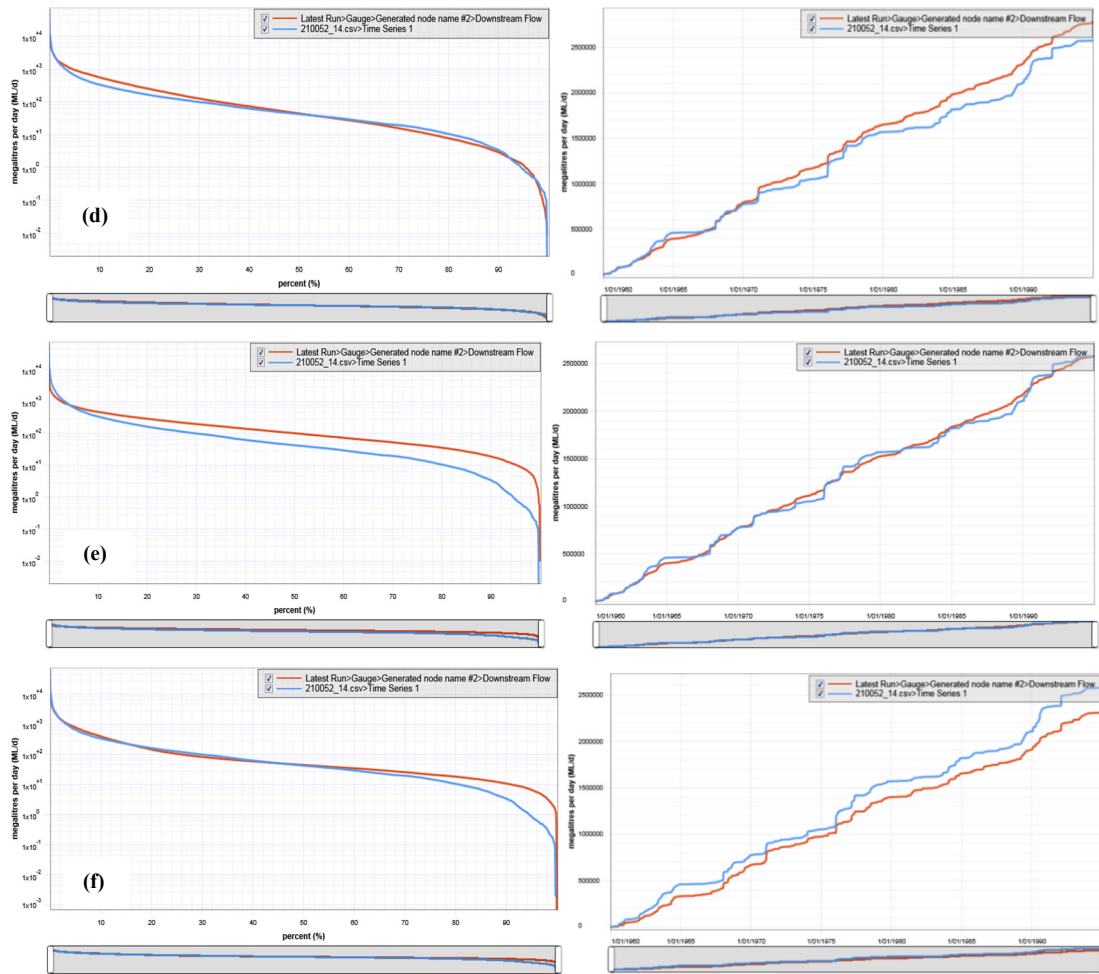 Latest Run>Gauge>Generated node name #2>Downstream Flow
210052_14.csv>Time Series 1
megalitres per day (ML/d)
1x10⁺⁴
1x10⁺³
1x10⁺²
1x10⁺¹
1x10⁰
1x10⁻¹
1x10⁻²
(d)
10 20 30 40 50 60 70 80 90
percent (%)
Latest Run>Gauge>Generated node name #2>Downstream Flow
210052_14.csv>Time Series 1
megalitres per day (ML/d)
2500000
2000000
1500000
1000000
500000
0
1/01/1960 1/01/1965 1/01/1970 1/01/1975 1/01/1980 1/01/1985 1/01/1990
Latest Run>Gauge>Generated node name #2>Downstream Flow
210052_14.csv>Time Series 1
megalitres per day (ML/d)
1x10⁺⁴
1x10⁺³
1x10⁺²
1x10⁺¹
1x10⁰
1x10⁻¹
1x10⁻²
(e)
10 20 30 40 50 60 70 80 90
percent (%)
Latest Run>Gauge>Generated node name #2>Downstream Flow
210052_14.csv>Time Series 1
megalitres per day (ML/d)
2500000
2000000
1500000
1000000
500000
0
1/01/1960 1/01/1965 1/01/1970 1/01/1975 1/01/1980 1/01/1985 1/01/1990
Latest Run>Gauge>Generated node name #2>Downstream Flow
210052_14.csv>Time Series 1
megalitres per day (ML/d)
1x10⁺⁴
1x10⁺³
1x10⁺²
1x10⁺¹
1x10⁰
1x10⁻¹
1x10⁻²
1x10⁻³
(f)
10 20 30 40 50 60 70 80 90
percent (%)
Latest Run>Gauge>Generated node name #2>Downstream Flow
210052_14.csv>Time Series 1
megalitres per day (ML/d)
2500000
2000000
1500000
1000000
500000
0
1/01/1960 1/01/1965 1/01/1970 1/01/1975 1/01/1980 1/01/1985 1/01/1990